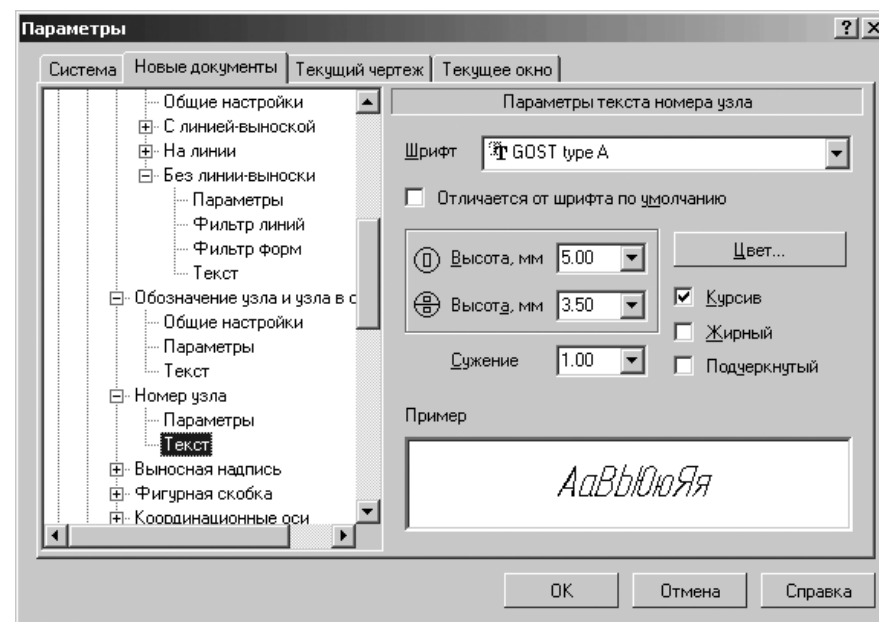 Параметры
Система Новые документы Текущий чертеж Текущее окно
Общие настройки
С линией-выноской
На линии
Без линии-выноски
Параметры
Фильтр линий
Фильтр форм
Текст
Обозначение узла и узла в с
Общие настройки
Параметры
Текст
Номер узла
Параметры
Текст
Выносная надпись
Фигурная скобка
Координационные оси
Параметры текста номера узла
Шрифт GOST type A
Отличается от шрифта по умолчанию
Высота, мм 5.00
Цвет...
Высота, мм 3.50
Курсив
Жирный
Сужение 1.00
Подчеркнутый
Пример
АаВbЮюЯя
OK Отмена Справка